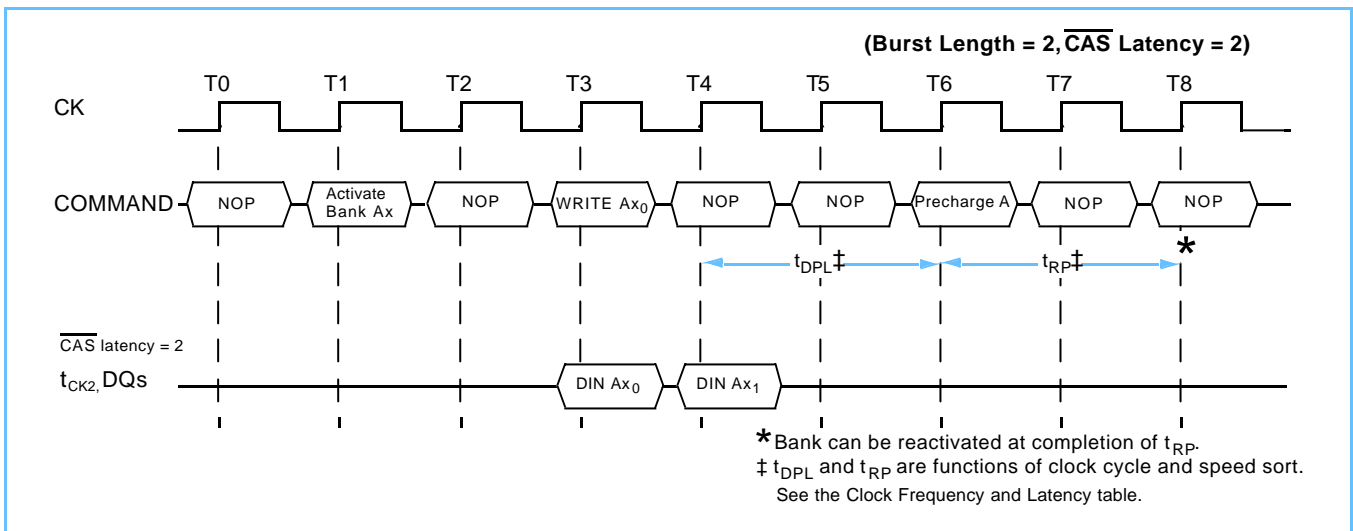 (Burst Length = 2, CAS Latency = 2)
T0 T1 T2 T3 T4 T5 T6 T7 T8
CK
COMMAND NOP Activate Bank Ax NOP WRITE Ax0 NOP NOP Precharge A NOP NOP
*
tDPL‡ tRP‡
CAS latency = 2
tCK2, DQs DIN Ax0 DIN Ax1
* Bank can be reactivated at completion of tRP.
‡ tDPL and tRP are functions of clock cycle and speed sort.
See the Clock Frequency and Latency table.